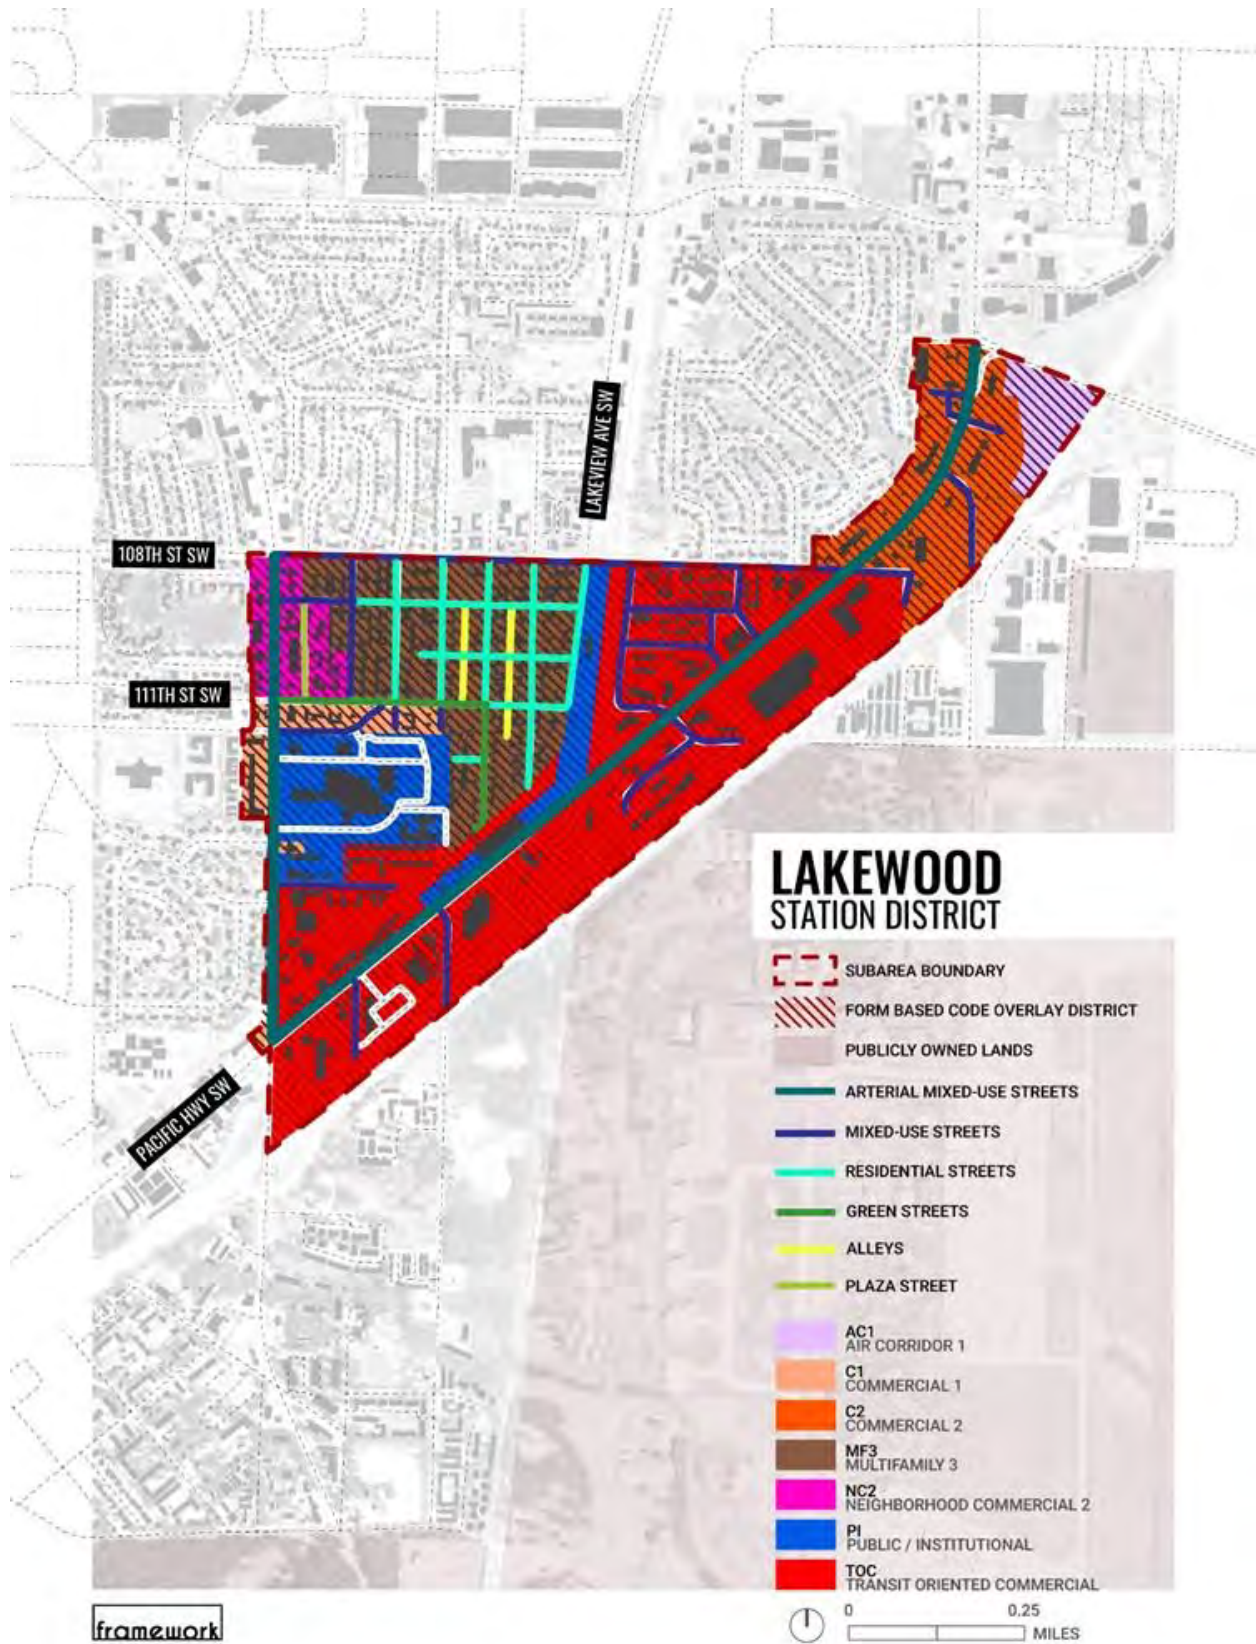 LAKEVIEW AVE SW
108TH ST SW
111TH ST SW
PACIFIC HWY SW
LAKEWOOD
STATION DISTRICT
SUBAREA BOUNDARY
FORM BASED CODE OVERLAY DISTRICT
PUBLICLY OWNED LANDS
ARTERIAL MIXED-USE STREETS
MIXED-USE STREETS
RESIDENTIAL STREETS
GREEN STREETS
ALLEYS
PLAZA STREET
AC1
AIR CORRIDOR 1
C1
COMMERCIAL 1
C2
COMMERCIAL 2
MF3
MULTIFAMILY 3
NC2
NEIGHBORHOOD COMMERCIAL 2
PI
PUBLIC / INSTITUTIONAL
TOC
TRANSIT ORIENTED COMMERCIAL
framework
0 0.25
MILES